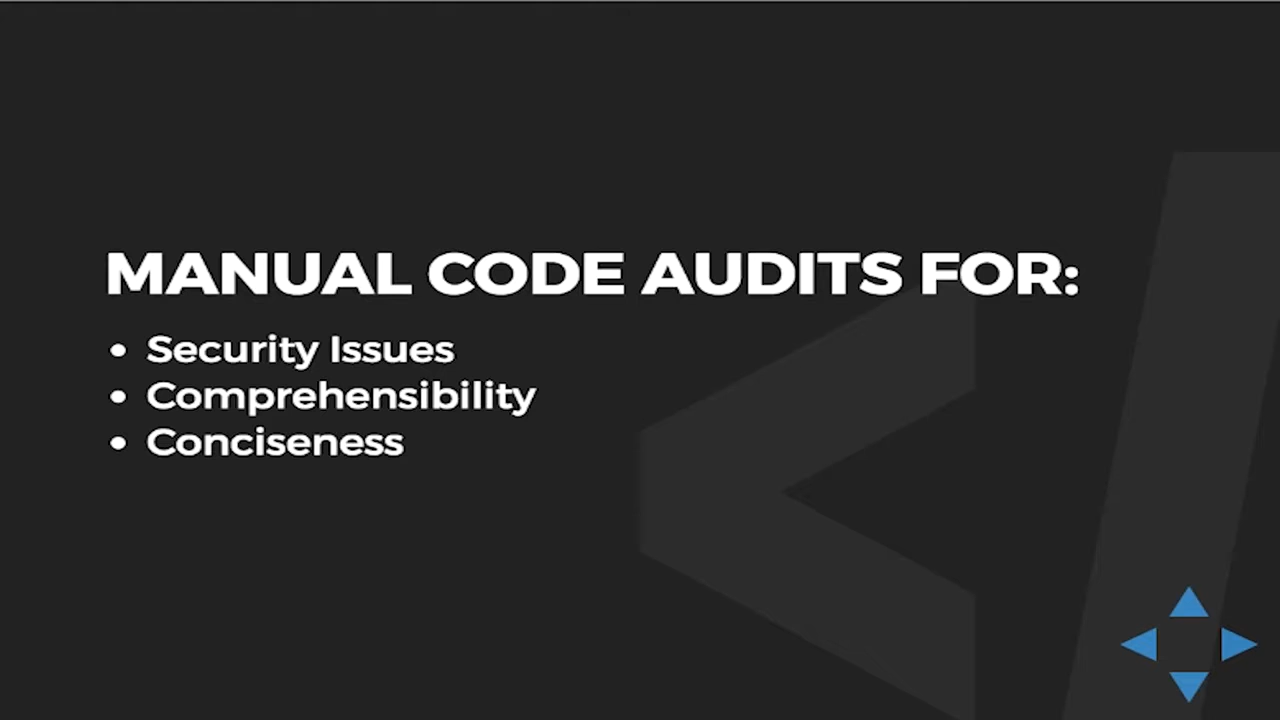 MANUAL CODE AUDITS FOR:
• Security Issues
• Comprehensibility
• Conciseness